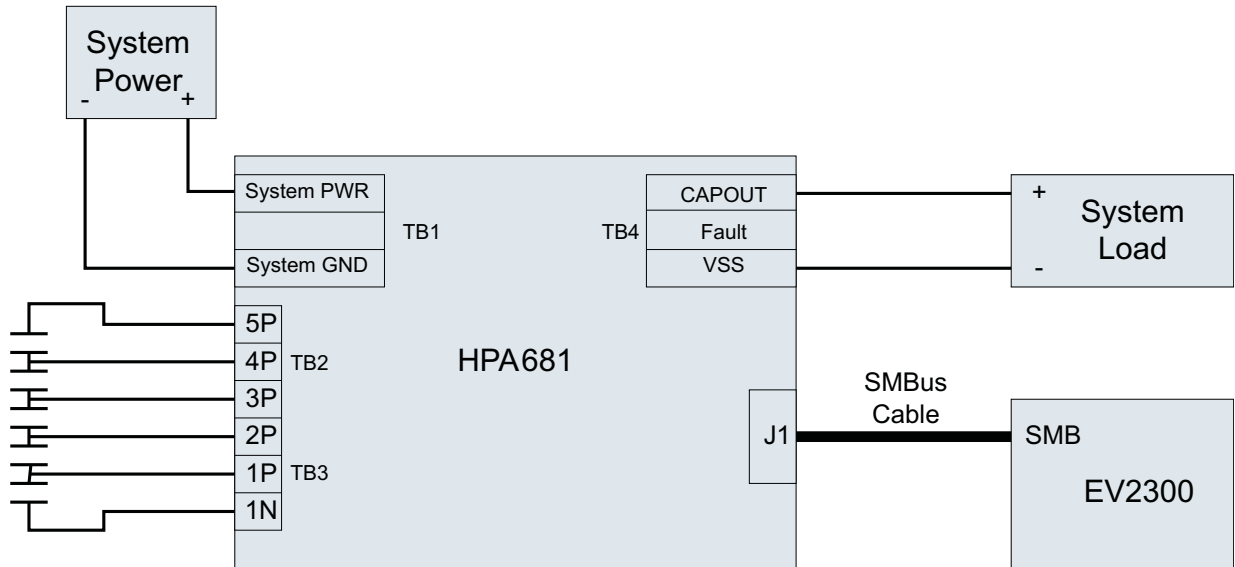 System
Power
-
+
System PWR
System GND
TB1
5P
4P
3P
2P
1P
1N
TB2
TB3
HPA681
TB4
CAPOUT
Fault
VSS
J1
SMBus
Cable
+
-
System
Load
SMB
EV2300